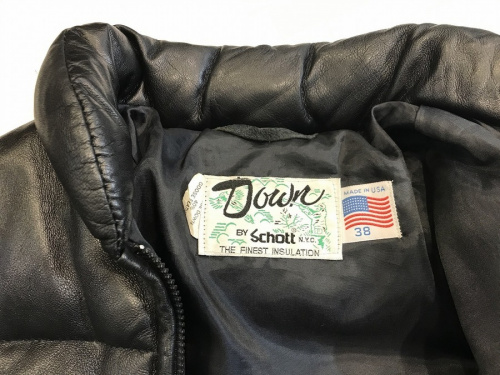 Down
BY Schott N.Y.C.
THE FINEST INSULATION
MADE IN USA
38